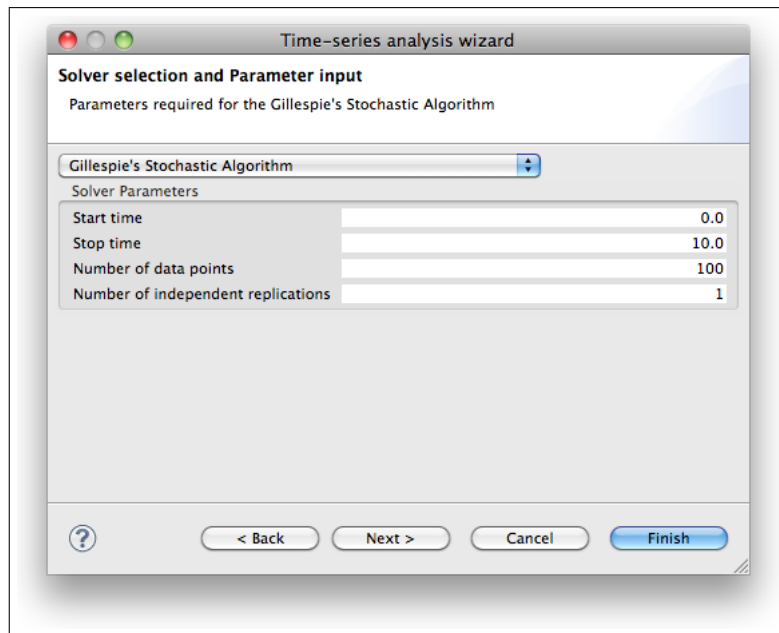 Time-series analysis wizard
Solver selection and Parameter input
Parameters required for the Gillespie's Stochastic Algorithm
Gillespie's Stochastic Algorithm
Solver Parameters
Start time 0.0
Stop time 10.0
Number of data points 100
Number of independent replications 1
? < Back Next > Cancel Finish